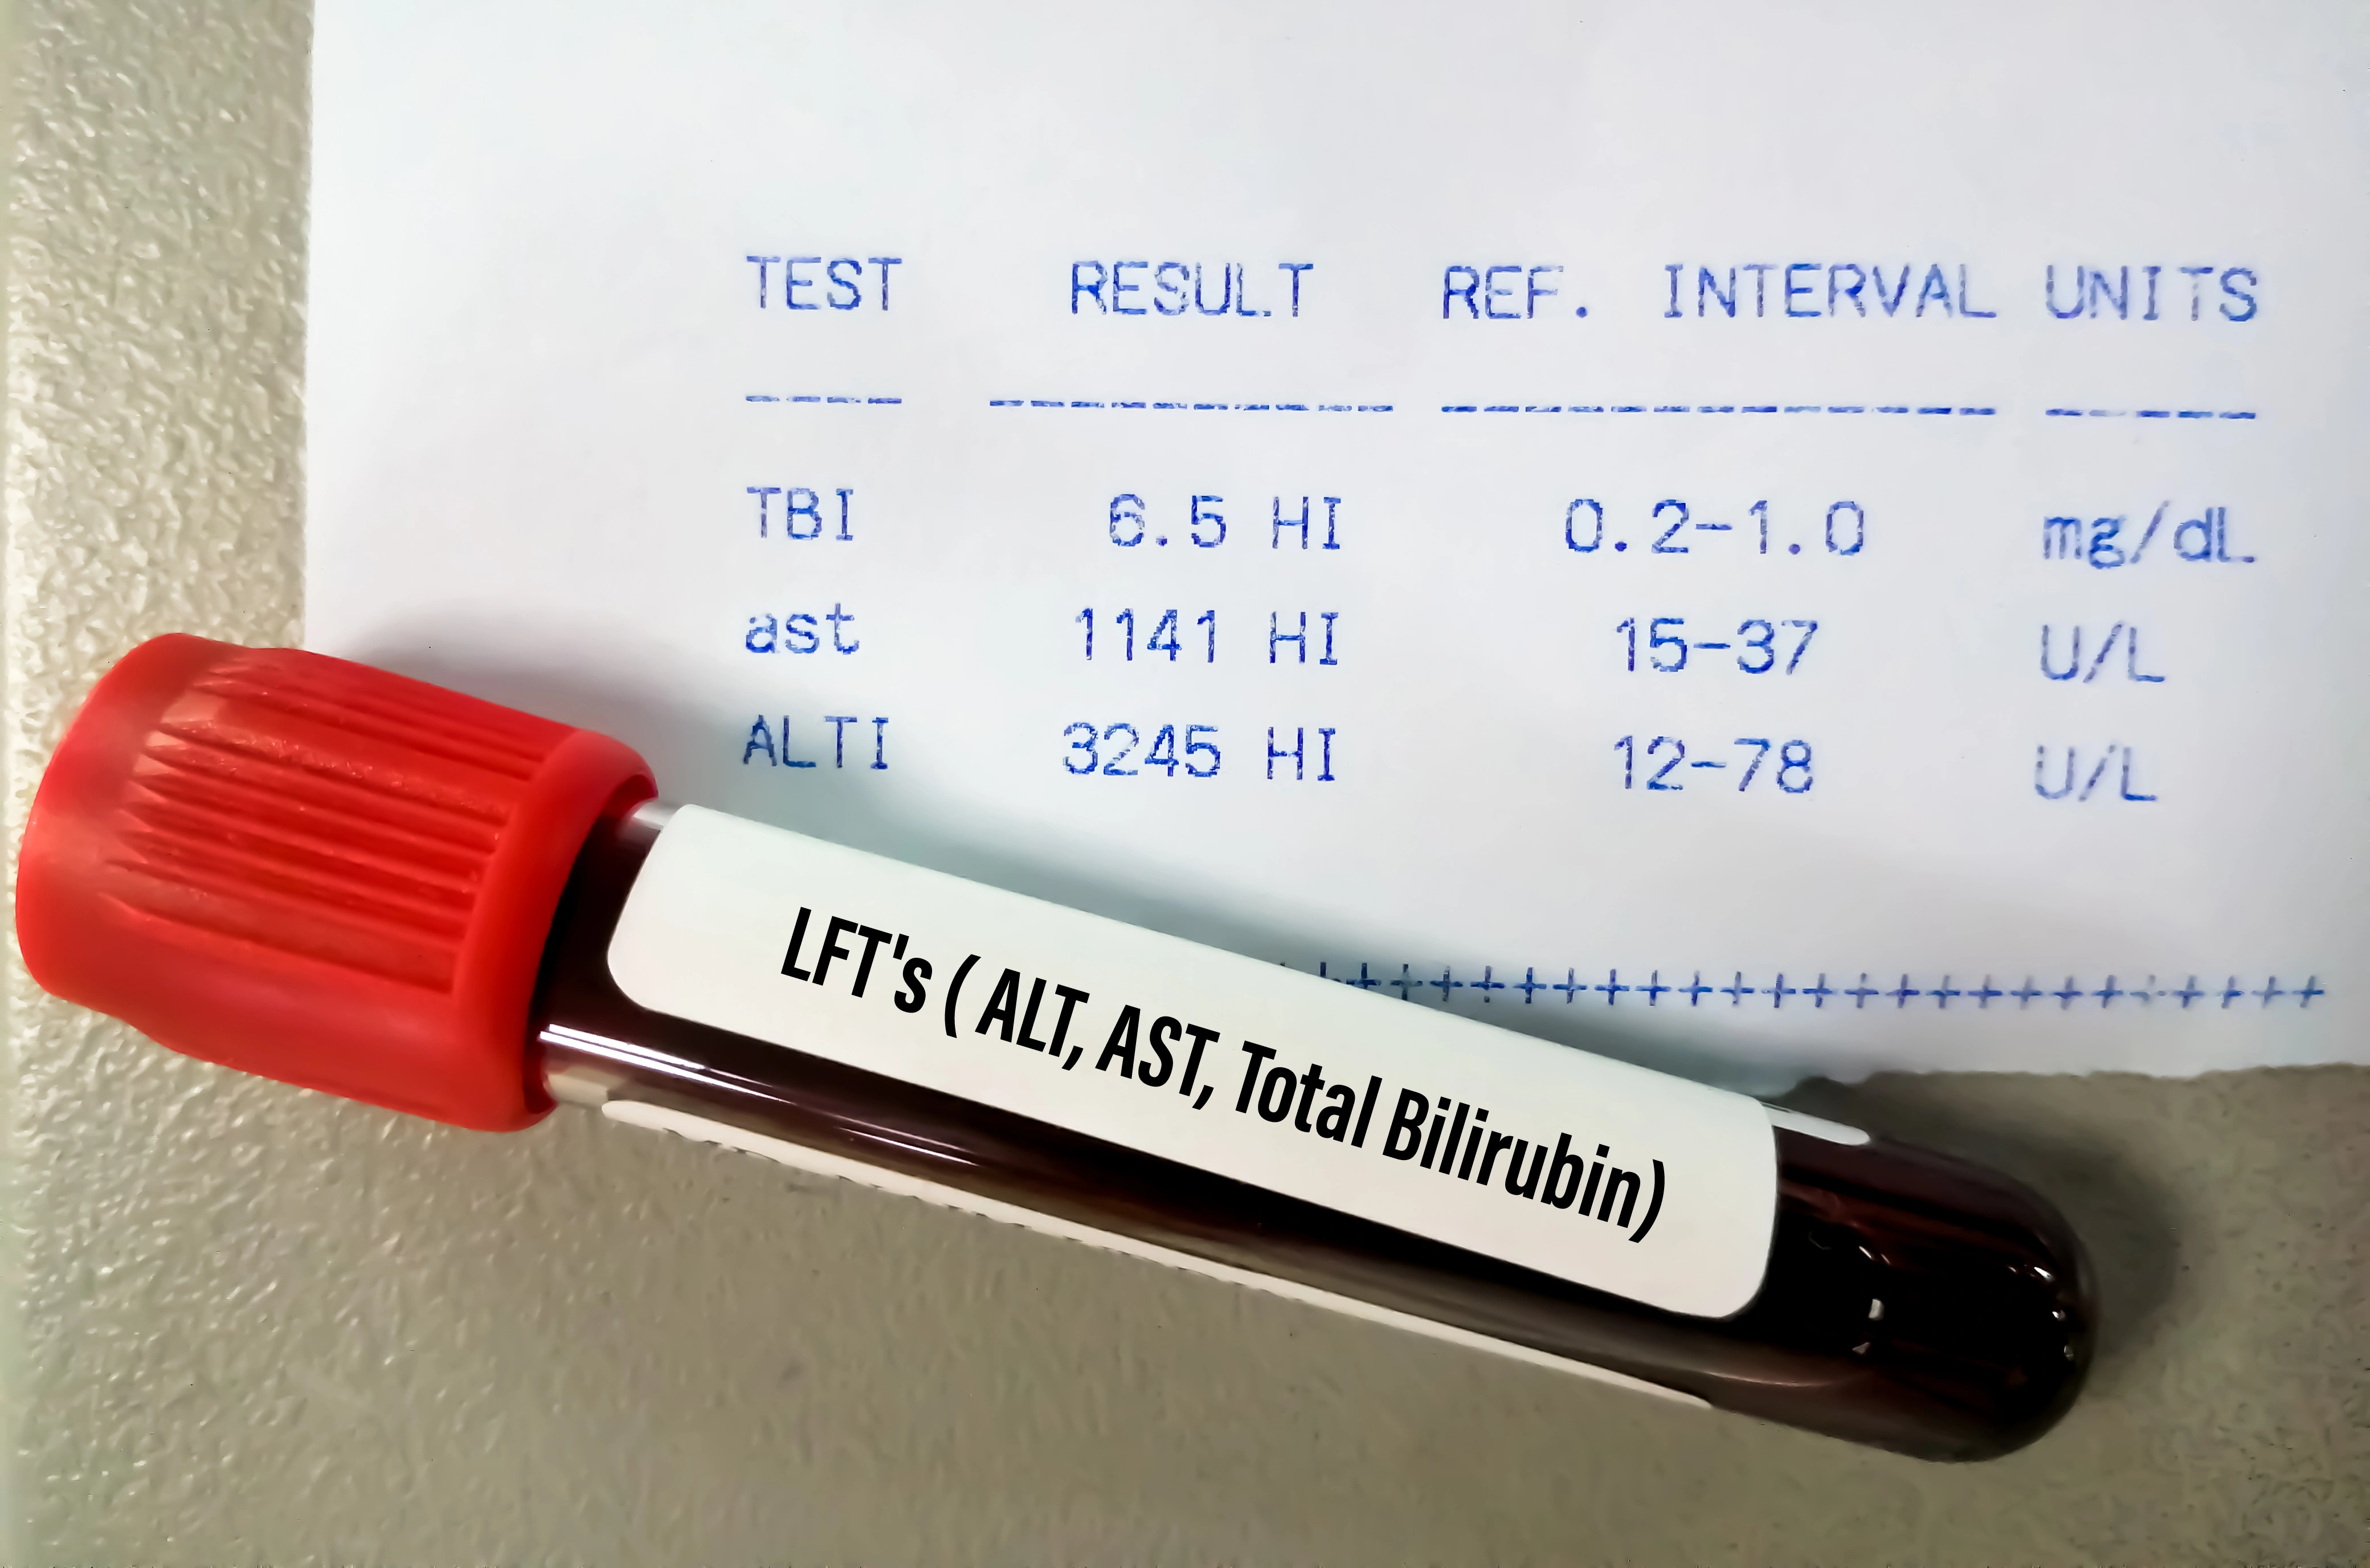 TEST RESULT REF. INTERVAL UNITS
---- ---------- -------------- -----
TBI 6.5 HI 0.2-1.0 mg/dL
ast 1141 HI 15-37 U/L
ALTI 3245 HI 12-78 U/L
+++++++++++++++++++++++++
LFT's ( ALT, AST, Total Bilirubin)